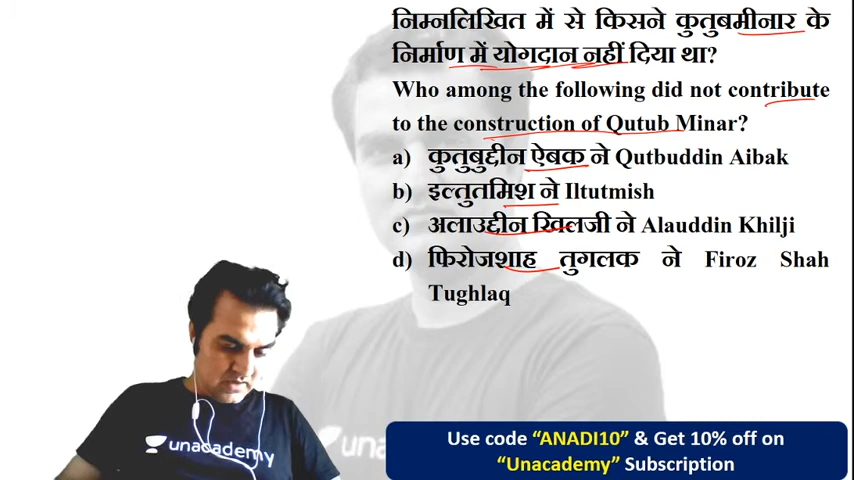 निम्नलिखित में से किसने कुतुबमीनार के
निर्माण में योगदान नहीं दिया था?
Who among the following did not contribute
to the construction of Qutub Minar?
a) कुतुबुद्दीन ऐबक ने Qutbuddin Aibak
b) इल्तुतमिश ने Iltutmish
c) अलाउद्दीन खिलजी ने Alauddin Khilji
d) फिरोजशाह तुगलक ने Firoz Shah
Tughlaq
unacademy
una
Use code “ANADI10” & Get 10% off on
“Unacademy” Subscription